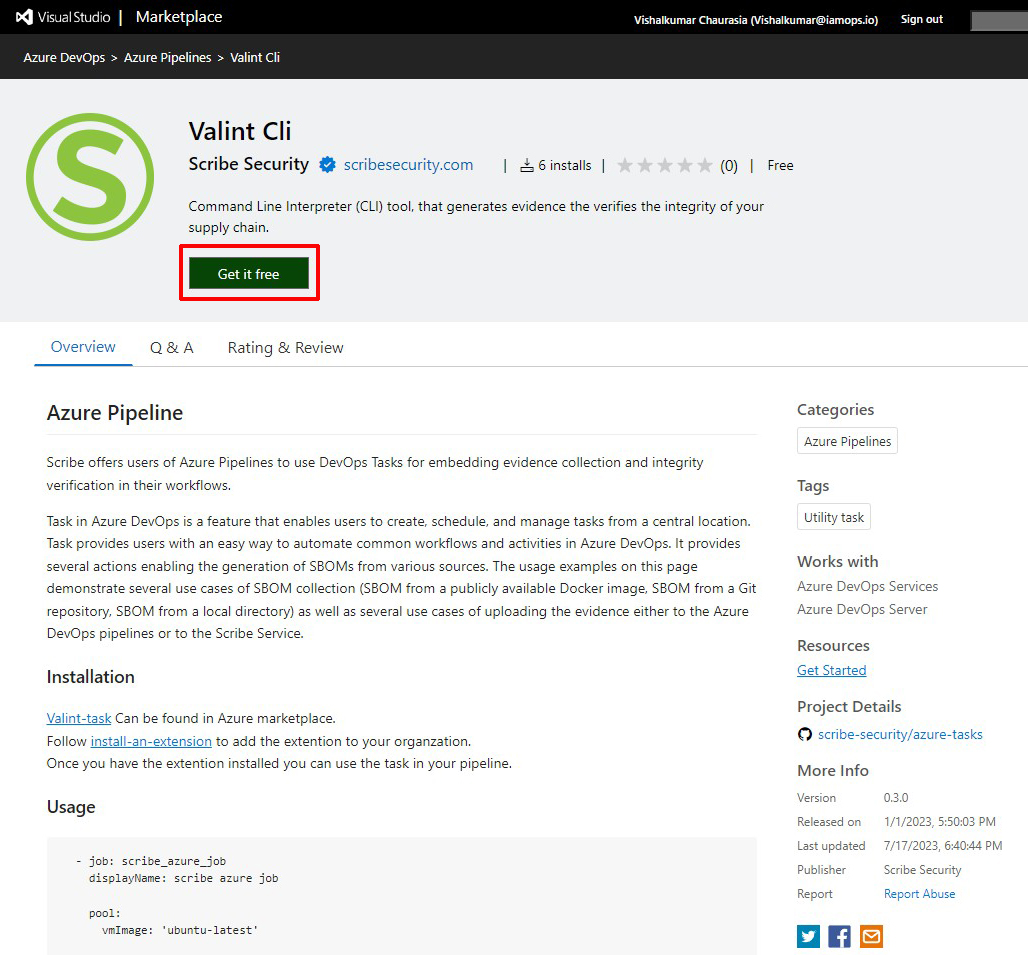 Visual Studio | Marketplace
Vishalkumar Chaurasia (Vishalkumar@iamops.io) Sign out
Azure DevOps > Azure Pipelines > Valint Cli
S
Valint Cli
Scribe Security scribesecurity.com | 6 installs | (0) | Free
Command Line Interpreter (CLI) tool, that generates evidence the verifies the integrity of your
supply chain.
Get it free
Overview Q & A Rating & Review
Azure Pipeline
Scribe offers users of Azure Pipelines to use DevOps Tasks for embedding evidence collection and integrity
verification in their workflows.
Task in Azure DevOps is a feature that enables users to create, schedule, and manage tasks from a central location.
Task provides users with an easy way to automate common workflows and activities in Azure DevOps. It provides
several actions enabling the generation of SBOMs from various sources. The usage examples on this page
demonstrate several use cases of SBOM collection (SBOM from a publicly available Docker image, SBOM from a Git
repository, SBOM from a local directory) as well as several use cases of uploading the evidence either to the Azure
DevOps pipelines or to the Scribe Service.
Installation
Valint-task Can be found in Azure marketplace.
Follow install-an-extension to add the extention to your organzation.
Once you have the extention installed you can use the task in your pipeline.
Usage
- job: scribe_azure_job
displayName: scribe azure job
pool:
vmImage: 'ubuntu-latest'
Categories
Azure Pipelines
Tags
Utility task
Works with
Azure DevOps Services
Azure DevOps Server
Resources
Get Started
Project Details
scribe-security/azure-tasks
More Info
Version 0.3.0
Released on 1/1/2023, 5:50:03 PM
Last updated 7/17/2023, 6:40:44 PM
Publisher Scribe Security
Report Report Abuse